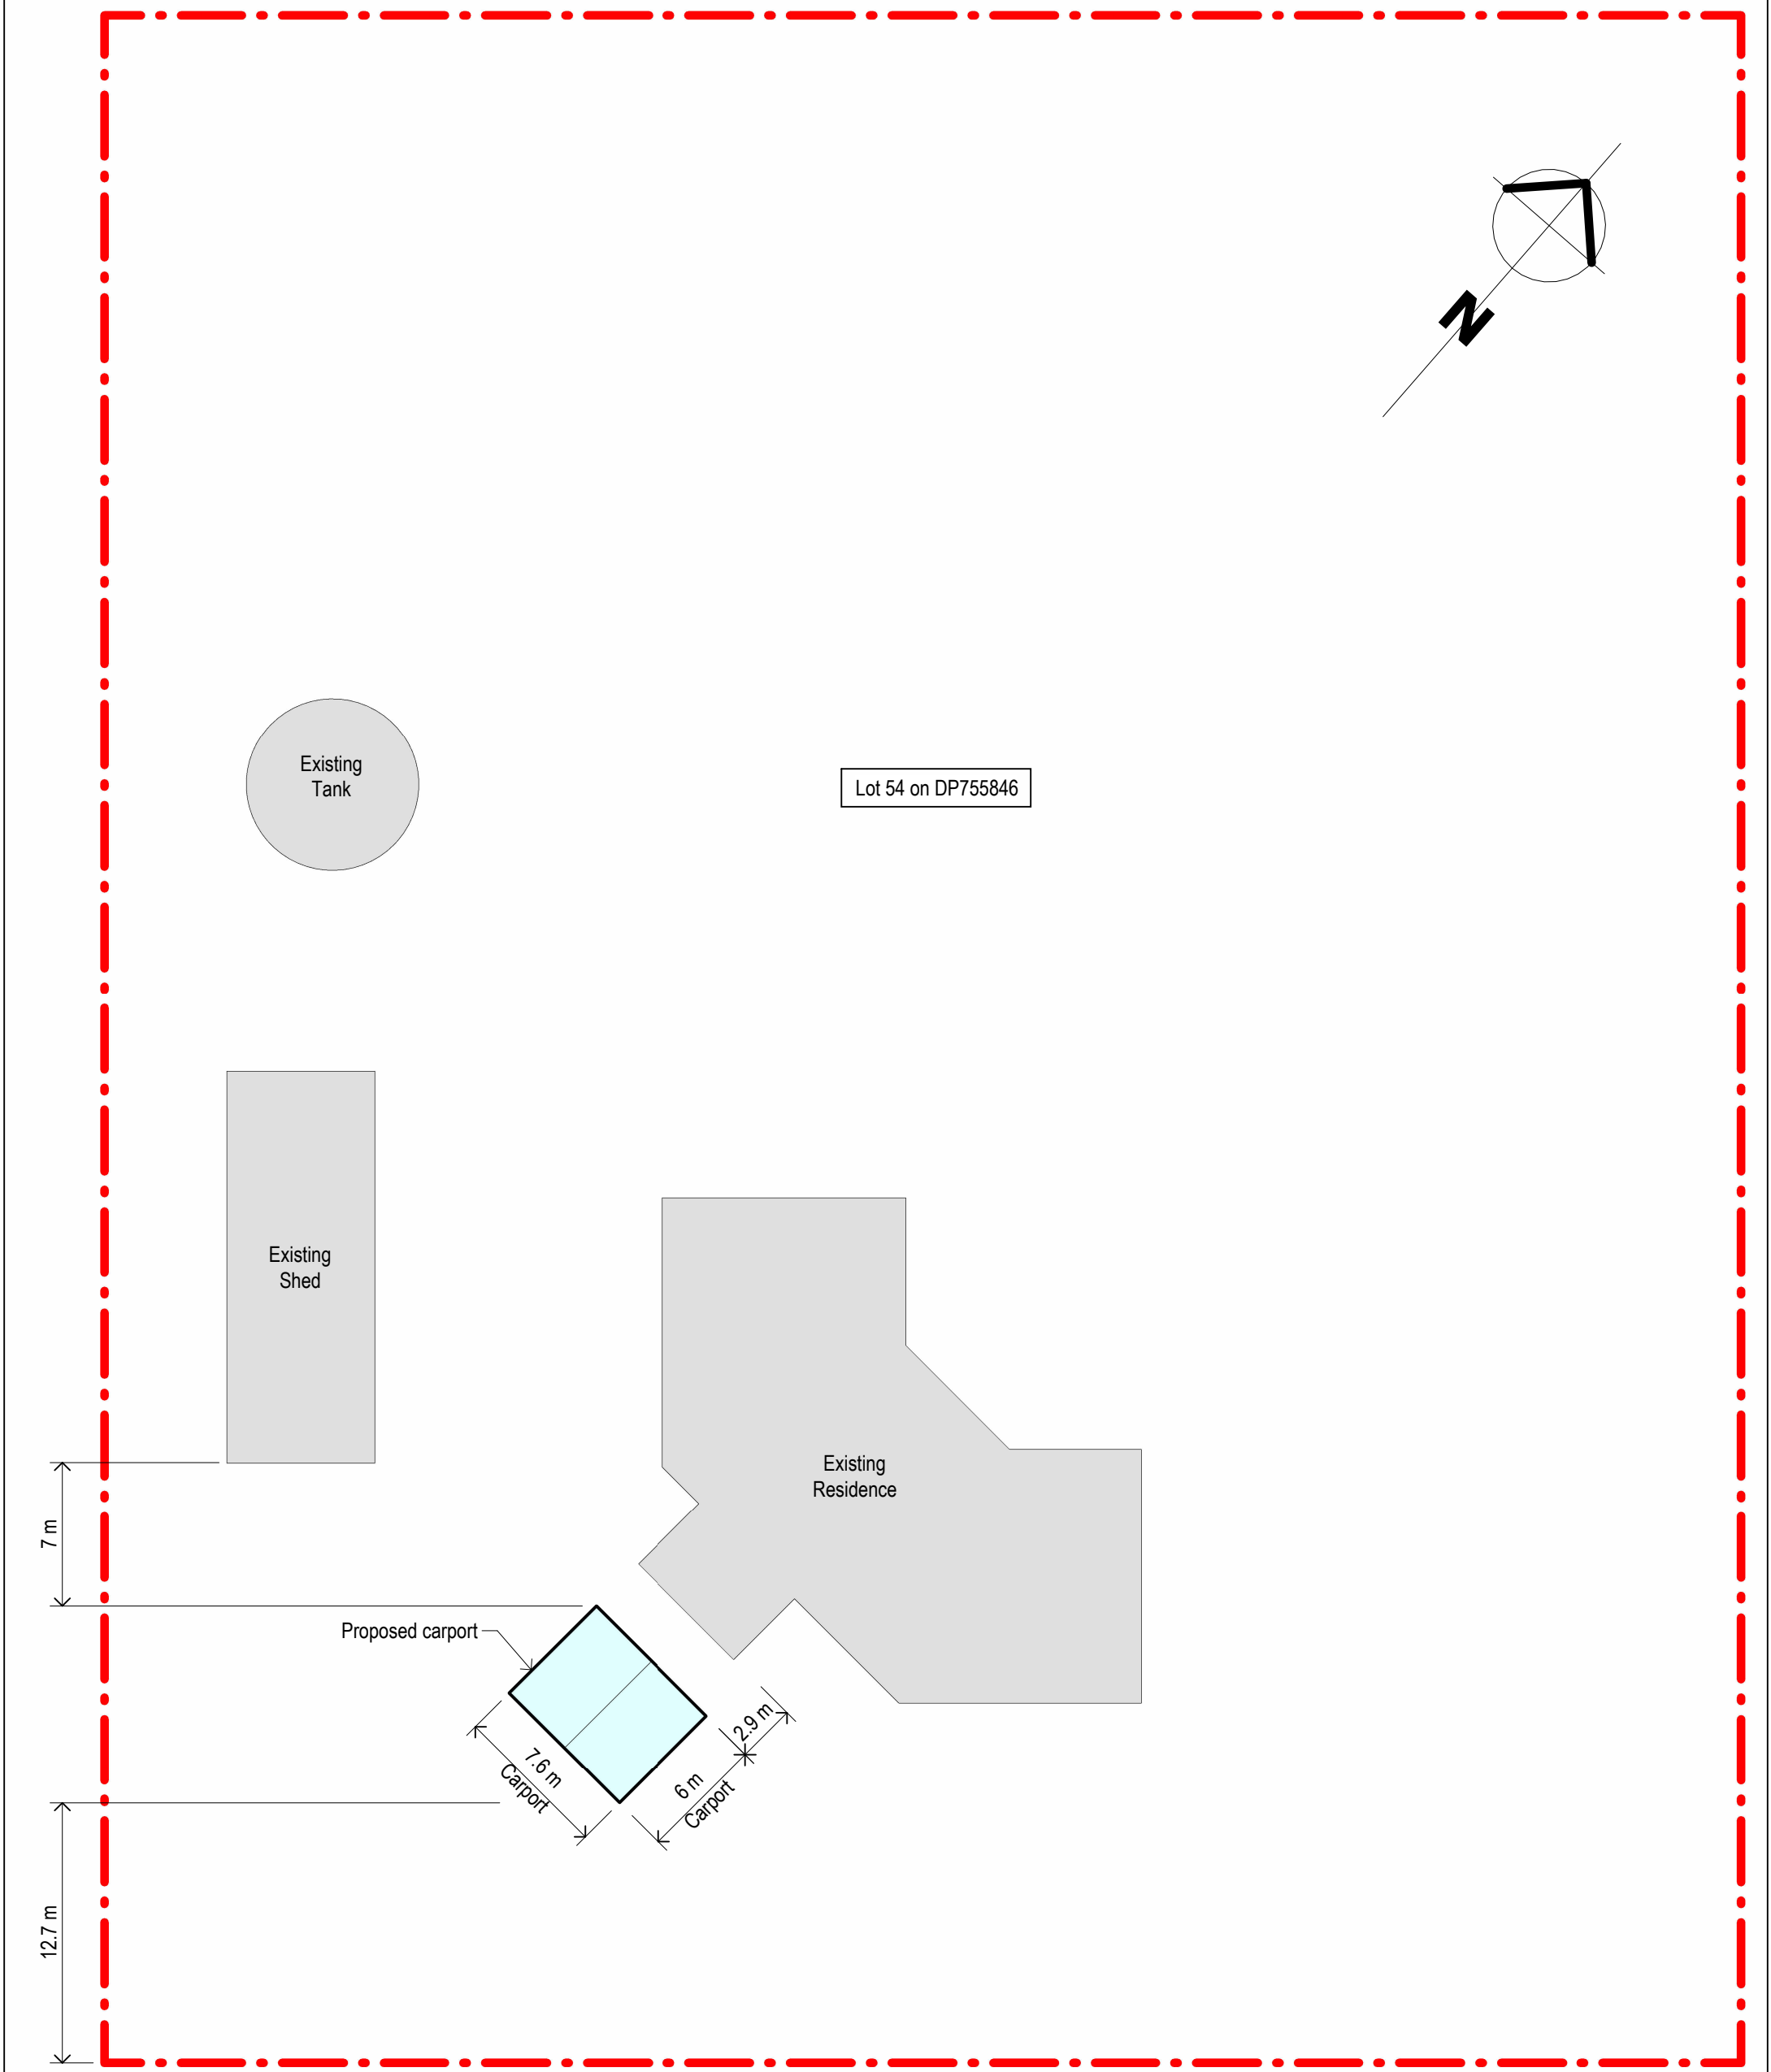 N
Existing
Tank
Lot 54 on DP755846
Existing
Shed
Existing
Residence
7 m
Proposed carport
2.9 m
7.6 m
Carport
6 m
Carport
12.7 m